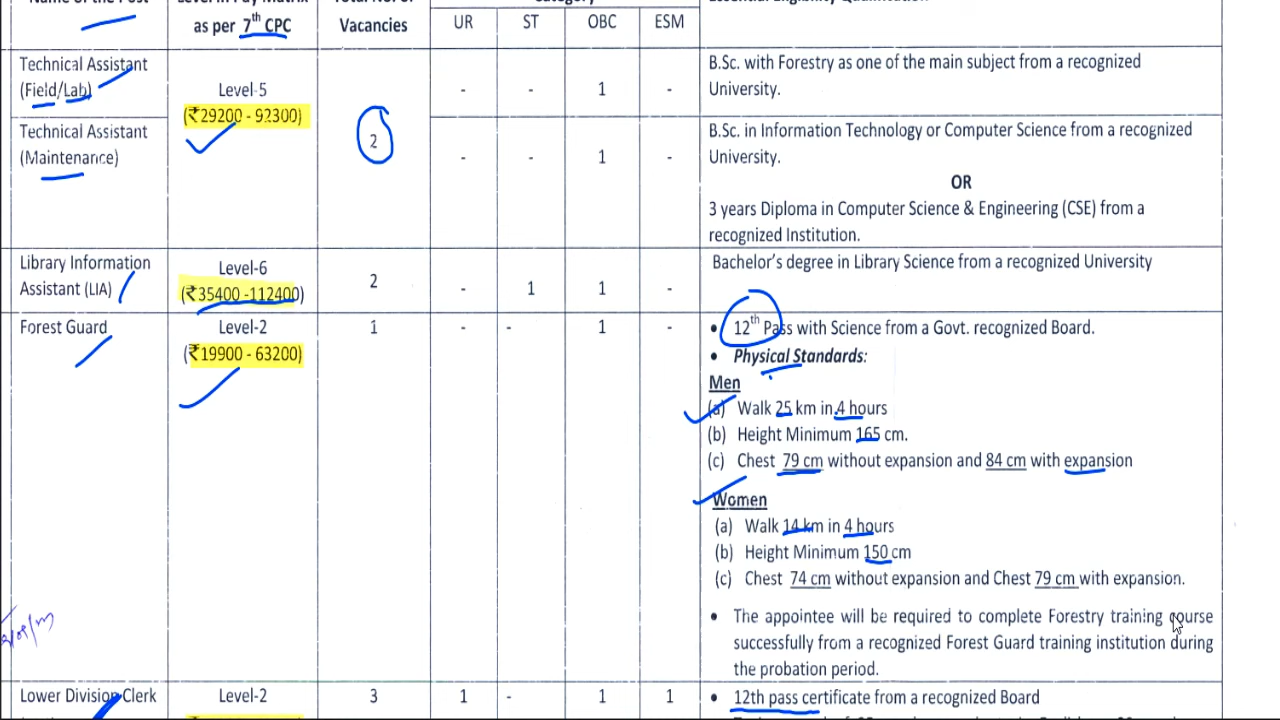 Name of the Post
Level in Pay Matrix
as per 7th CPC
Total No. of
Vacancies
Category
UR
ST
OBC
ESM
Essential Eligibility Qualification
Technical Assistant
(Field/Lab)
Level-5
(₹29200 - 92300)
2
-
-
1
-
B.Sc. with Forestry as one of the main subject from a recognized
University.
Technical Assistant
(Maintenance)
-
-
1
-
B.Sc. in Information Technology or Computer Science from a recognized
University.
OR
3 years Diploma in Computer Science & Engineering (CSE) from a
recognized Institution.
Library Information
Assistant (LIA)
Level-6
(₹35400 -112400)
2
-
1
1
-
Bachelor's degree in Library Science from a recognized University
Forest Guard
Level-2
(₹19900 - 63200)
1
-
-
1
-
• 12th Pass with Science from a Govt. recognized Board.
• Physical Standards:
Men
(a) Walk 25 km in 4 hours
(b) Height Minimum 165 cm.
(c) Chest 79 cm without expansion and 84 cm with expansion
Women
(a) Walk 14 km in 4 hours
(b) Height Minimum 150 cm
(c) Chest 74 cm without expansion and Chest 79 cm with expansion.
• The appointee will be required to complete Forestry training course
successfully from a recognized Forest Guard training institution during
the probation period.
Lower Division Clerk
Level-2
3
1
-
1
1
• 12th pass certificate from a recognized Board